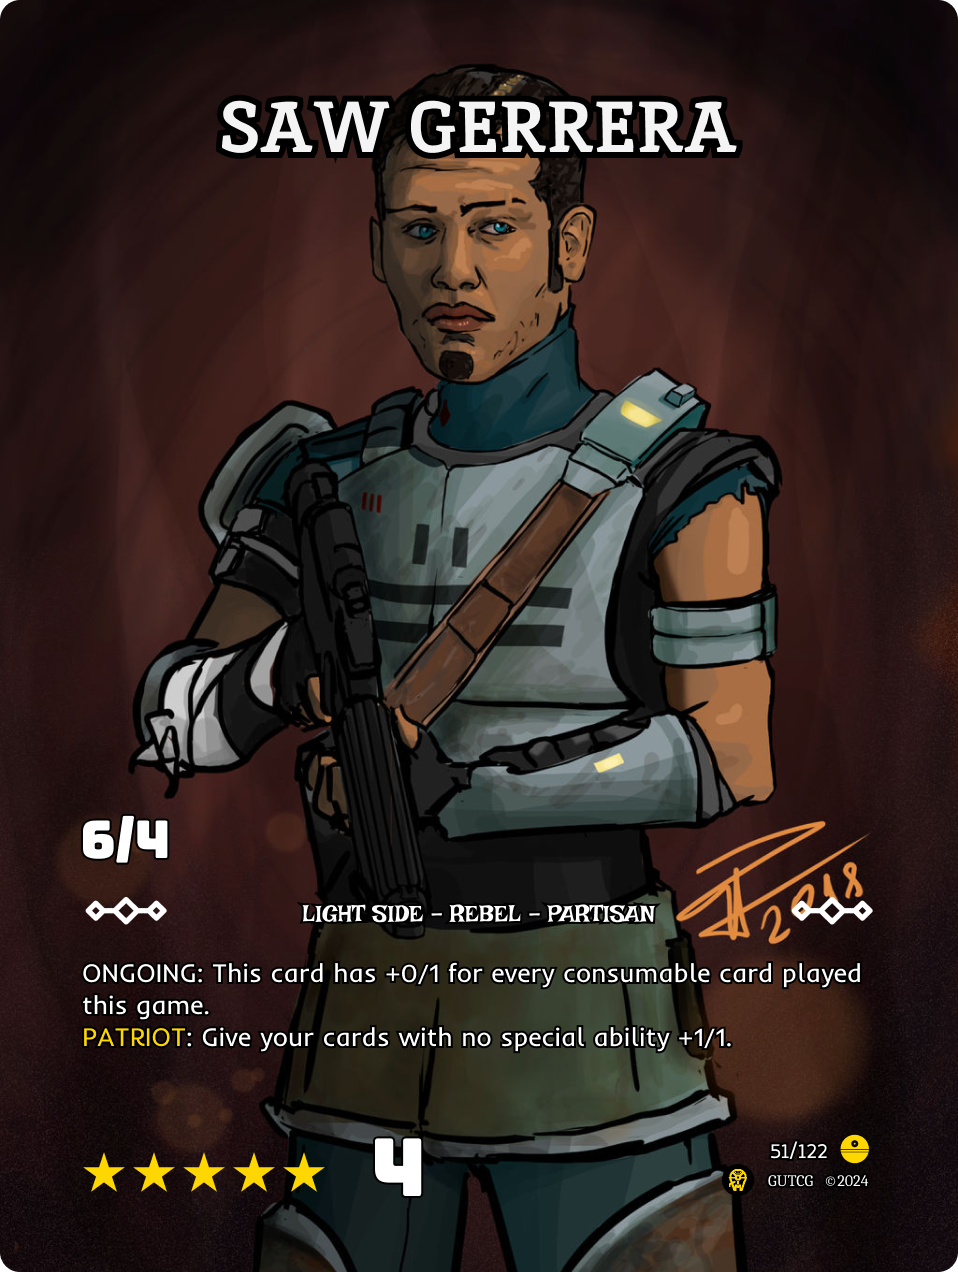 SAW GERRERA
6/4
LIGHT SIDE - REBEL - PARTISAN
2018
ONGOING: This card has +0/1 for every consumable card played
this game.
PATRIOT: Give your cards with no special ability +1/1.
4
51/122
GUTCG ©2024